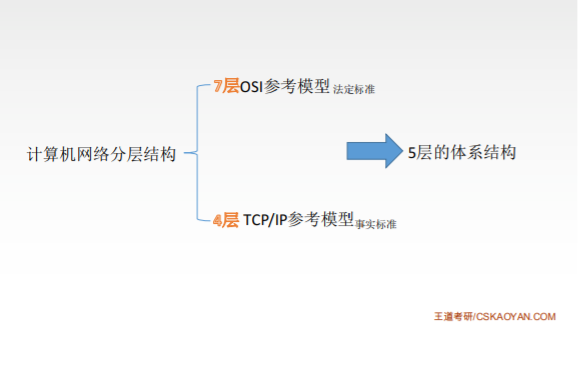 7层OSI参考模型 法定标准
计算机网络分层结构
5层的体系结构
4层 TCP/IP参考模型事实标准
王道考研/CSKAOYAN.COM